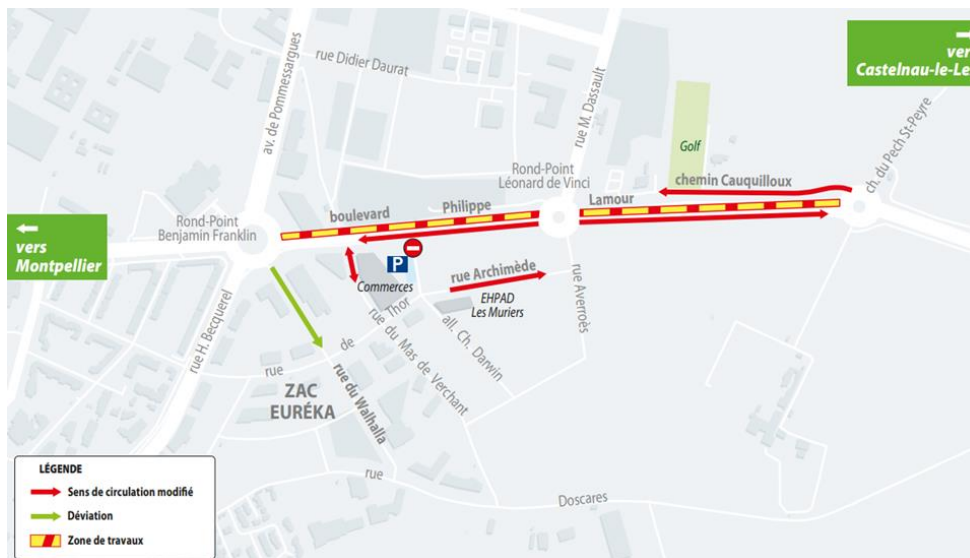 vers
Castelnau-le-Le
rue Didier Daurat
av. de Pommessargues
rue M. Dassault
ch. du Pech St-Peyre
Golf
Rond-Point
Léonard de Vinci
chemin Cauquilloux
boulevard
Philippe
Lamour
Rond-Point
Benjamin Franklin
vers
Montpellier
P
Commerces
rue Archimède
EHPAD
Les Muriers
rue Averroès
rue H. Becquerel
rue de Thor
rue du Mas de Verchant
all. Ch. Darwin
ZAC
EURÉKA
rue du Walhalla
rue Doscares
LÉGENDE
Sens de circulation modifié
Déviation
Zone de travaux